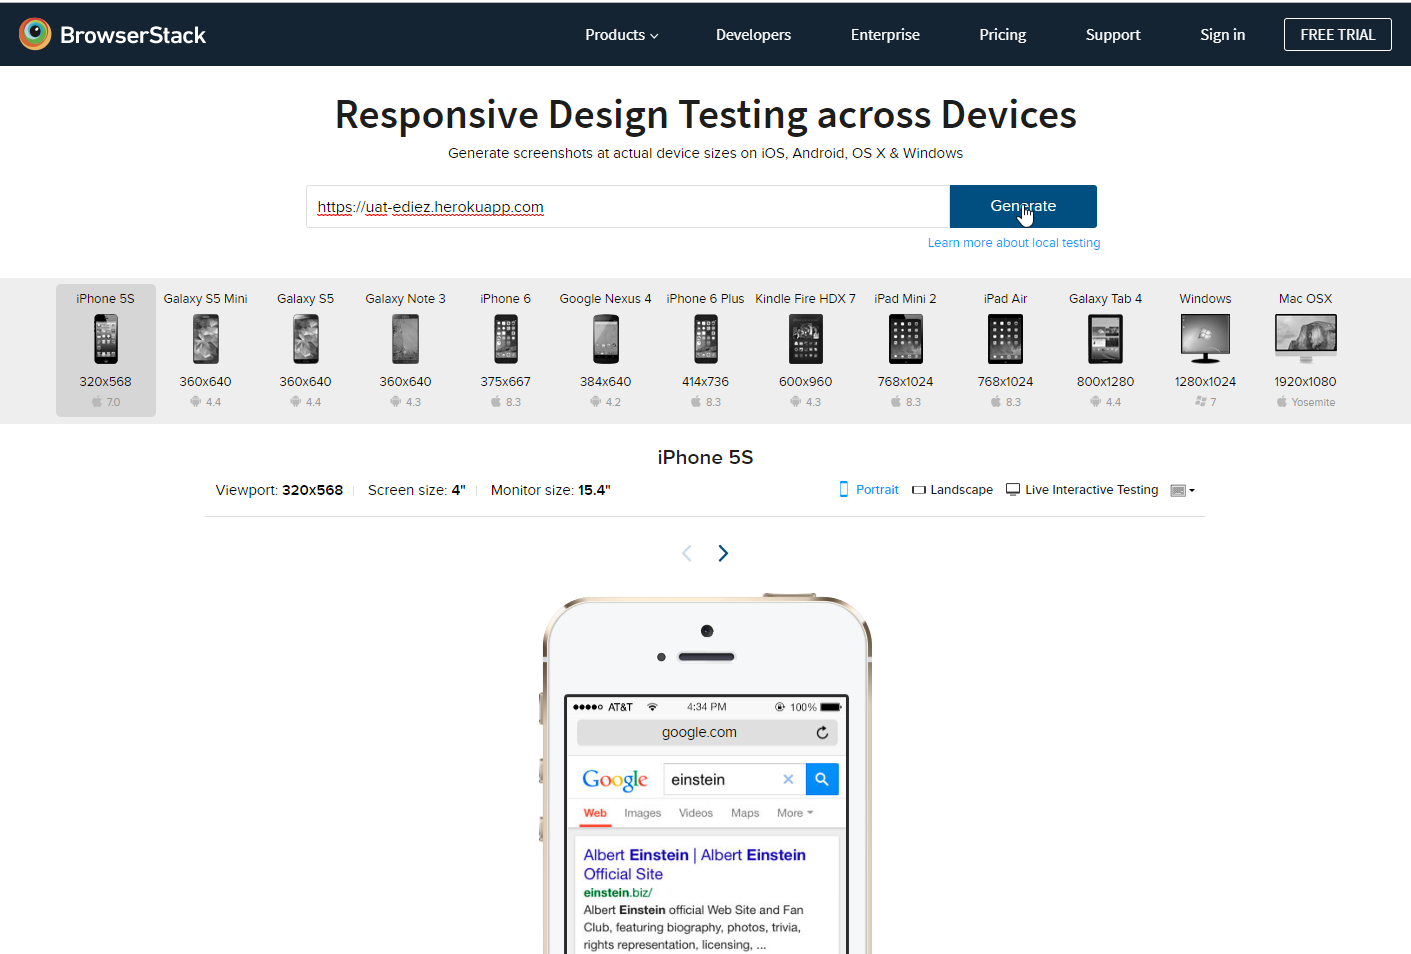 BrowserStack
Products Developers Enterprise Pricing Support Sign in FREE TRIAL
Responsive Design Testing across Devices
Generate screenshots at actual device sizes on iOS, Android, OS X & Windows
https://uat-ediez.herokuapp.com Generate
Learn more about local testing
iPhone 5S Galaxy S5 Mini Galaxy S5 Galaxy Note 3 iPhone 6 Google Nexus 4 iPhone 6 Plus Kindle Fire HDX 7 iPad Mini 2 iPad Air Galaxy Tab 4 Windows Mac OSX
320x568 360x640 360x640 360x640 375x667 384x640 414x736 600x960 768x1024 768x1024 800x1280 1280x1024 1920x1080
7.0 4.4 4.4 4.3 8.3 4.2 8.3 4.3 8.3 8.3 4.4 7 Yosemite
iPhone 5S
Viewport: 320x568 Screen size: 4" Monitor size: 15.4" Portrait Landscape Live Interactive Testing
AT&T 4:34 PM 100%
google.com
Google einstein
Web Images Videos Maps More
Albert Einstein | Albert Einstein
Official Site
einstein.biz/
Albert Einstein official Web Site and Fan
Club, featuring biography, photos, trivia,
rights representation, licensing, ...